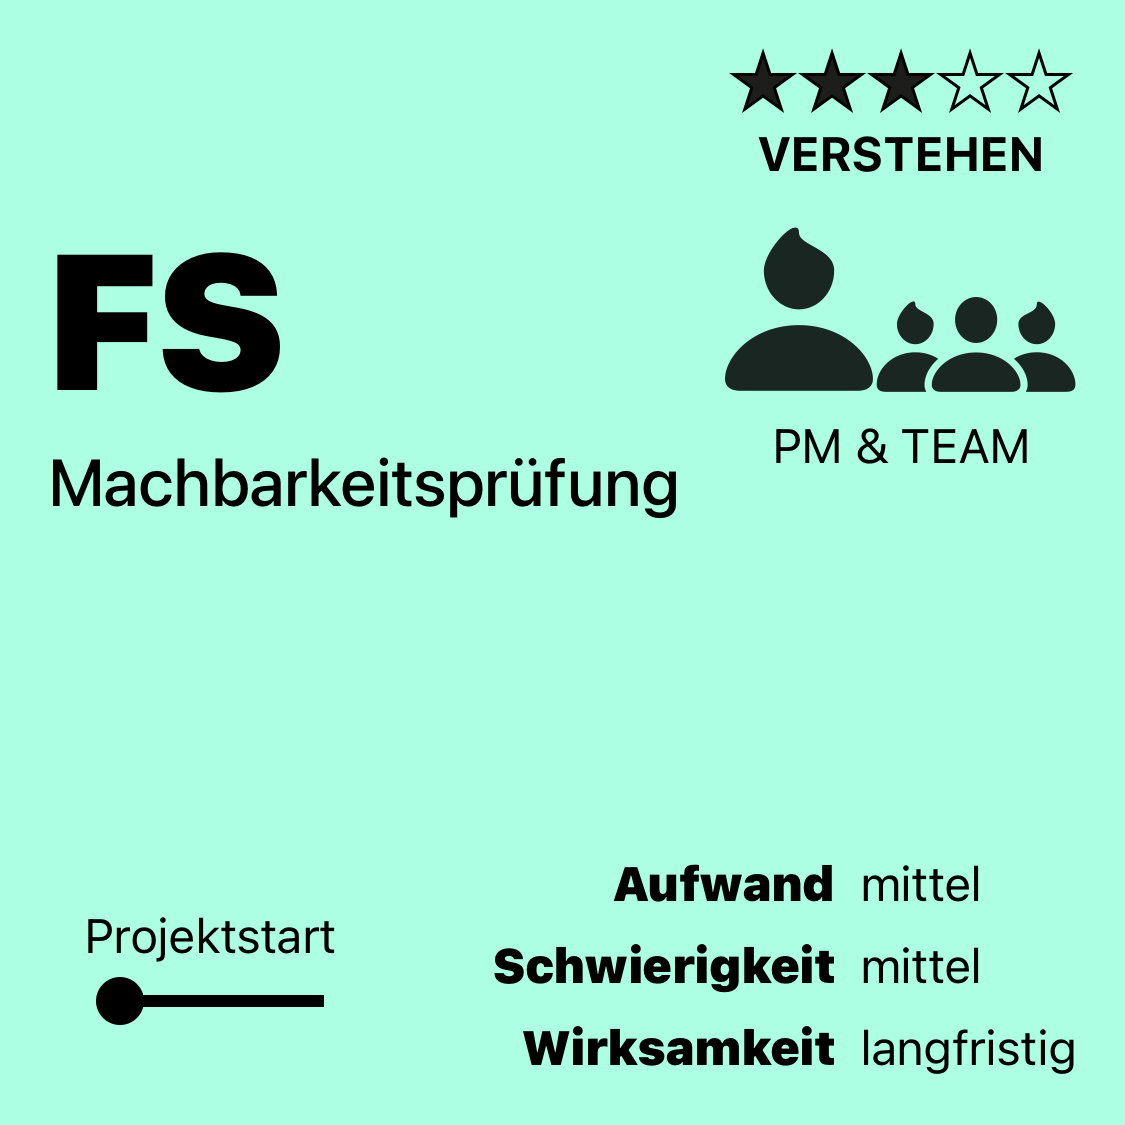 ★★★☆☆
VERSTEHEN
FS
Machbarkeitsprüfung
PM & TEAM
Projektstart
Aufwand mittel
Schwierigkeit mittel
Wirksamkeit langfristig